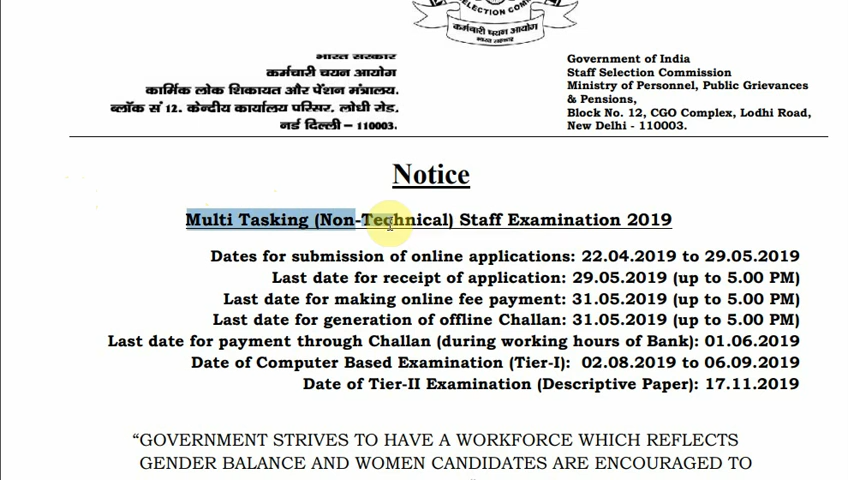 SELECTION COMM
कर्मचारी चयन आयोग
भारत सरकार
भारत सरकार
कर्मचारी चयन आयोग
कार्मिक लोक शिकायत और पेंशन मंत्रालय,
ब्लॉक सं 12, केन्द्रीय कार्यालय परिसर, लोधी रोड,
नई दिल्ली – 110003.
Government of India
Staff Selection Commission
Ministry of Personnel, Public Grievances
& Pensions,
Block No. 12, CGO Complex, Lodhi Road,
New Delhi - 110003.
Notice
Multi Tasking (Non-Technical) Staff Examination 2019
Dates for submission of online applications: 22.04.2019 to 29.05.2019
Last date for receipt of application: 29.05.2019 (up to 5.00 PM)
Last date for making online fee payment: 31.05.2019 (up to 5.00 PM)
Last date for generation of offline Challan: 31.05.2019 (up to 5.00 PM)
Last date for payment through Challan (during working hours of Bank): 01.06.2019
Date of Computer Based Examination (Tier-I): 02.08.2019 to 06.09.2019
Date of Tier-II Examination (Descriptive Paper): 17.11.2019
“GOVERNMENT STRIVES TO HAVE A WORKFORCE WHICH REFLECTS
GENDER BALANCE AND WOMEN CANDIDATES ARE ENCOURAGED TO